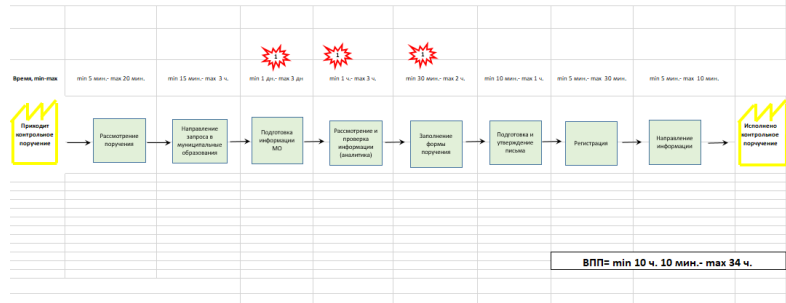 1
1
1
Время, min-max
min 5 мин.- max 20 мин.
min 15 мин.- max 3 ч.
min 1 дн.- max 3 дн
min 1 ч.- max 3 ч.
min 30 мин.- max 2 ч.
min 10 мин.- max 1 ч.
min 5 мин.- max 30 мин.
min 5 мин.- max 10 мин.
Приходит
контрольное
поручение
Рассмотрение
поручения
Направление
запроса в
муниципальные
образования
Подготовка
информации
МО
Рассмотрение и
проверка
информации
(аналитика)
Заполнение
формы
поручения
Подготовка и
утверждение
письма
Регистрация
Направление
информации
Исполнено
контрольное
поручение
ВПП= min 10 ч. 10 мин.- max 34 ч.